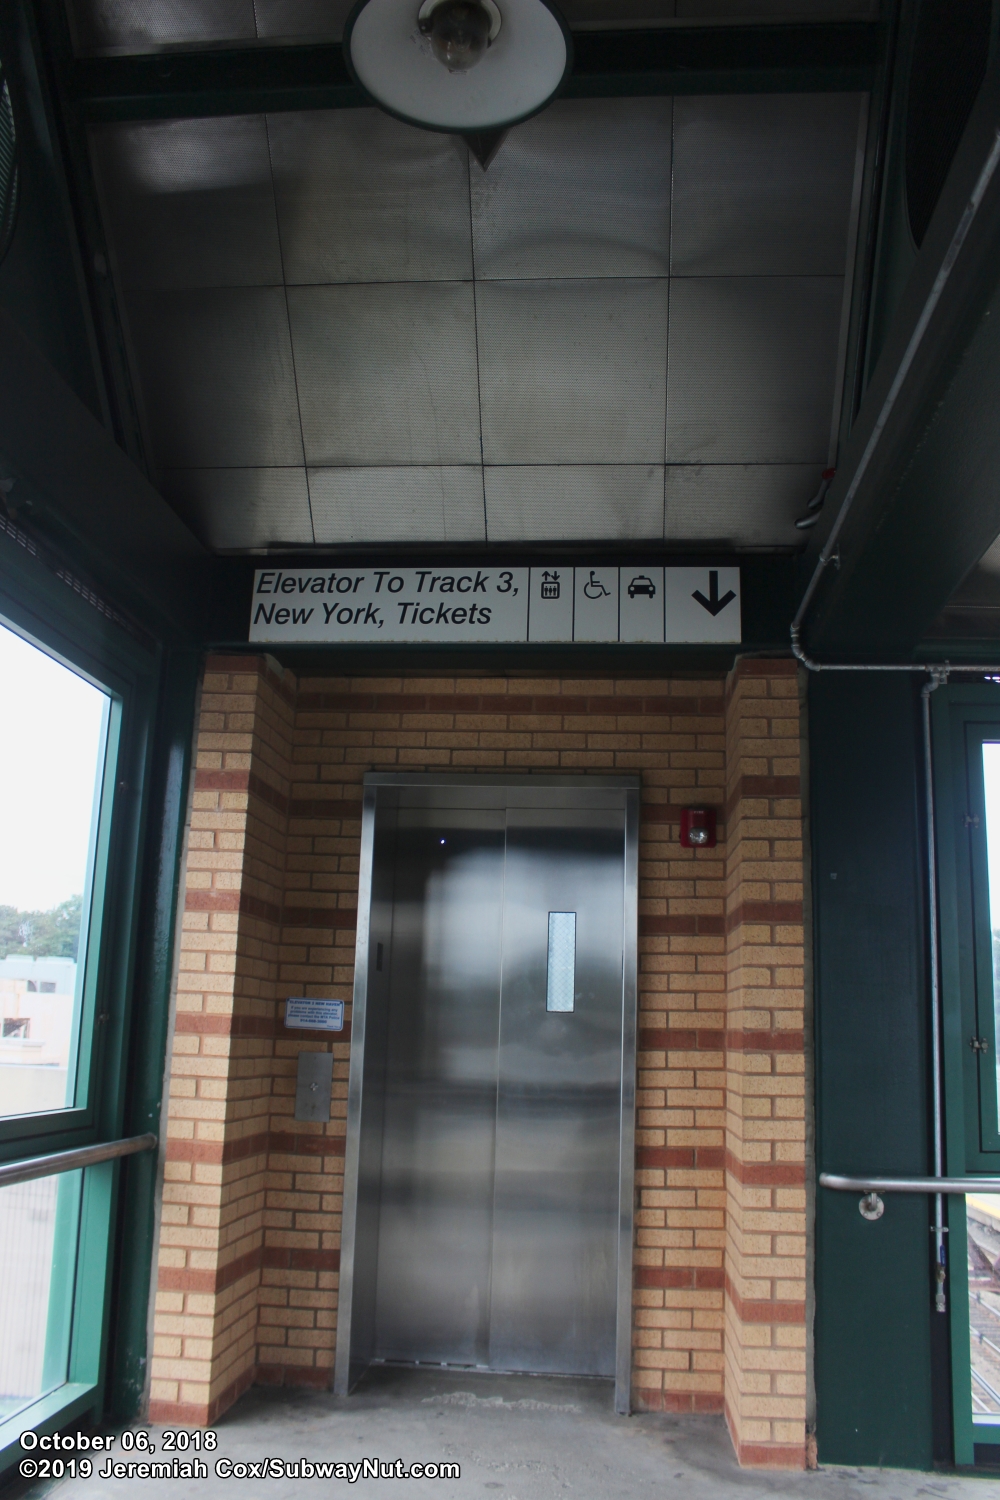 Elevator To Track 3,
New York, Tickets
October 06, 2018
©2019 Jeremiah Cox/SubwayNut.com